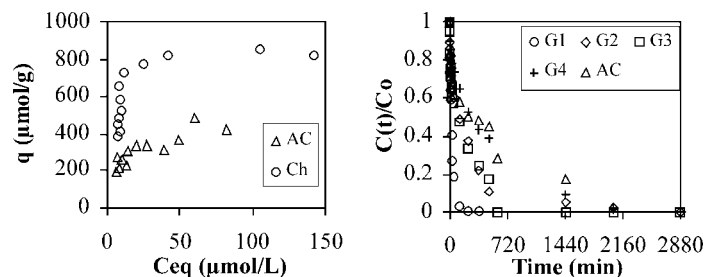 1000
800
600
400
200
0
q (µmol/g)
0 50 100 150
Ceq (µmol/L)
△ AC
○ Ch
1
0.8
0.6
0.4
0.2
0
C(t)/Co
0 720 1440 2160 2880
Time (min)
○ G1 ◇ G2 □ G3
+ G4 △ AC